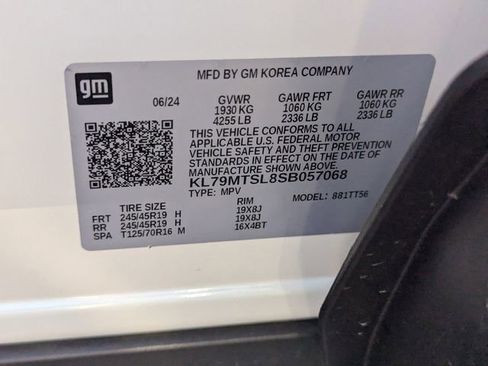 gm
MFD BY GM KOREA COMPANY
06/24 GVWR GAWR FRT GAWR RR
1930 KG 1060 KG 1060 KG
4255 LB 2336 LB 2336 LB
THIS VEHICLE CONFORMS TO ALL
APPLICABLE U.S. FEDERAL MOTOR
VEHICLE SAFETY AND THEFT PREVENTION
STANDARDS IN EFFECT ON THE DATE OF
MANUFACTURE SHOWN ABOVE.
KL79MTSL8SB057068
TYPE: MPV MODEL: 881TT56
TIRE SIZE RIM
FRT 245/45R19 H 19X8J
RR 245/45R19 H 19X8J
SPA T125/70R16 M 16X4BT